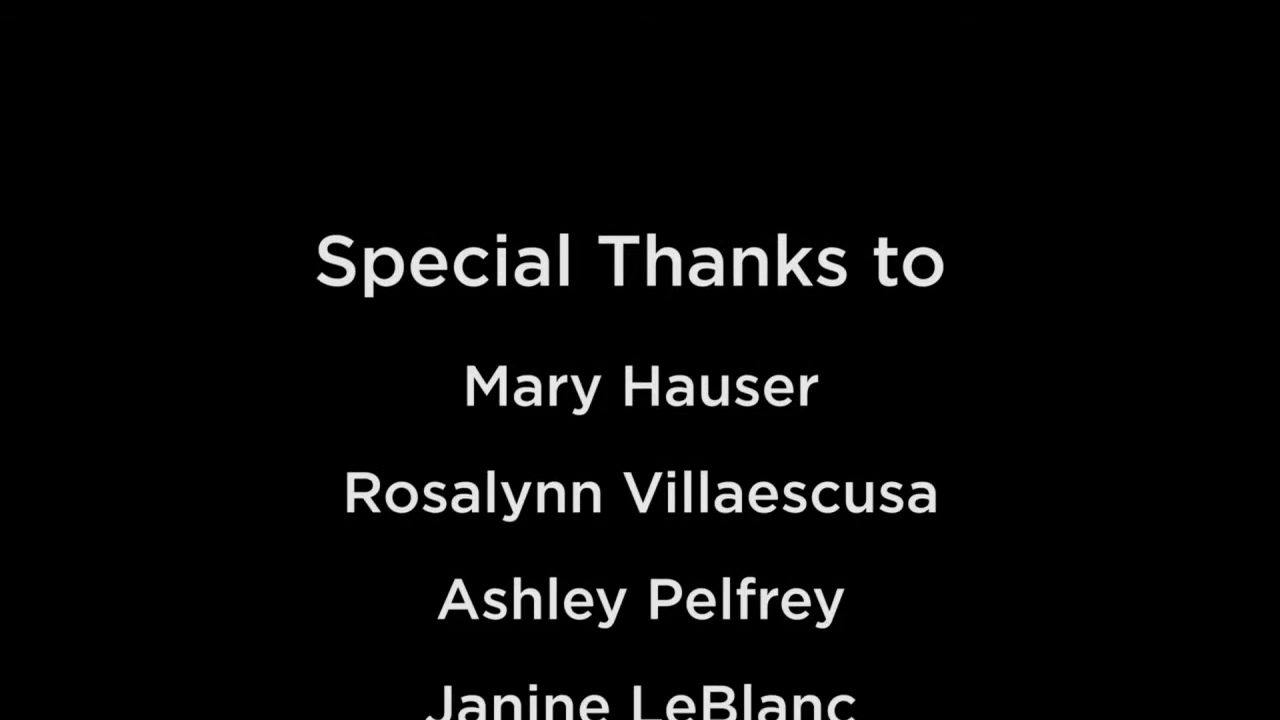 Special Thanks to
Mary Hauser
Rosalynn Villaescusa
Ashley Pelfrey
Janine LeBlanc